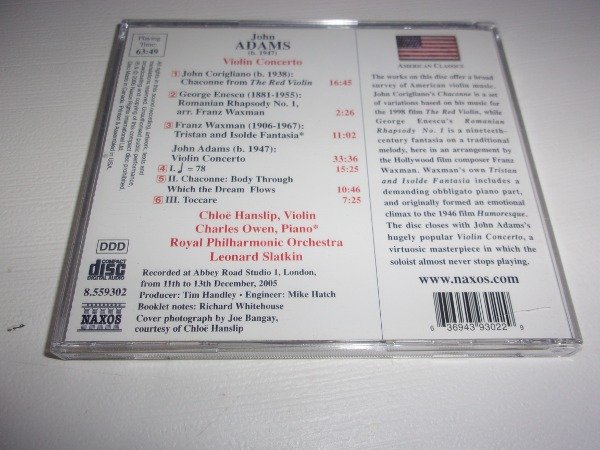 Playing
Time
63:49
John
ADAMS
(b. 1947)
Violin Concerto
1 John Corigliano (b. 1938):
Chaconne from The Red Violin 16:45
2 George Enescu (1881-1955):
Romanian Rhapsody No. 1,
arr. Franz Waxman 2:26
3 Franz Waxman (1906-1967):
Tristan and Isolde Fantasia* 11:02
John Adams (b. 1947):
Violin Concerto 33:36
4 I. ♩ = 78 15:25
5 II. Chaconne: Body Through
Which the Dream Flows 10:46
6 III. Toccare 7:25
Chloë Hanslip, Violin
Charles Owen, Piano*
Royal Philharmonic Orchestra
Leonard Slatkin
Recorded at Abbey Road Studio 1, London,
from 11th to 13th December, 2005
Producer: Tim Handley • Engineer: Mike Hatch
Booklet notes: Richard Whitehouse
Cover photograph by Joe Bangay,
courtesy of Chloë Hanslip
DDD
COMPACT
disc
DIGITAL AUDIO
8.559302
NAXOS
AMERICAN CLASSICS
The works on this disc offer a broad
survey of American violin music.
John Corigliano's Chaconne is a set
of variations based on his music for
the 1998 film The Red Violin, while
George Enescu's Romanian
Rhapsody No. 1 is a nineteeth-
century fantasia on a traditional
melody, here in an arrangement by
the Hollywood film composer Franz
Waxman. Waxman's own Tristan
and Isolde Fantasia includes a
demanding obbligato piano part,
and originally formed an emotional
climax to the 1946 film Humoresque.
The disc closes with John Adams's
hugely popular Violin Concerto, a
virtuosic masterpiece in which the
soloist almost never stops playing.
www.naxos.com
6 36943 93022 9